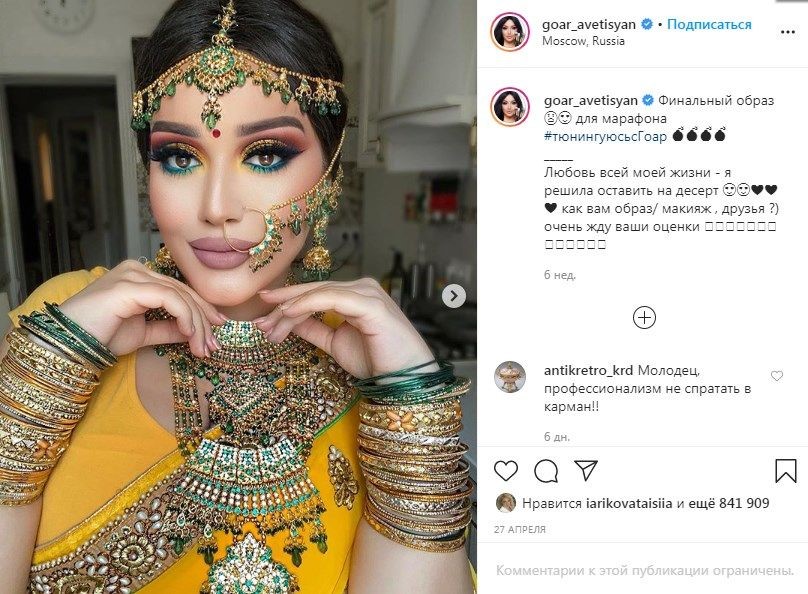 goar_avetisyan • Подписаться
Moscow, Russia
goar_avetisyan Финальный образ
для марафона
#тюнингуюсьсГоар
Любовь всей моей жизни - я
решила оставить на десерт
как вам образ/ макияж , друзья ?)
очень жду ваши оценки
6 нед.
antikretro_krd Молодец,
профессионализм не спратать в
карман!!
6 дн.
Нравится iarikovataisiia и ещё 841 909
27 АПРЕЛЯ
Комментарии к этой публикации ограничены.